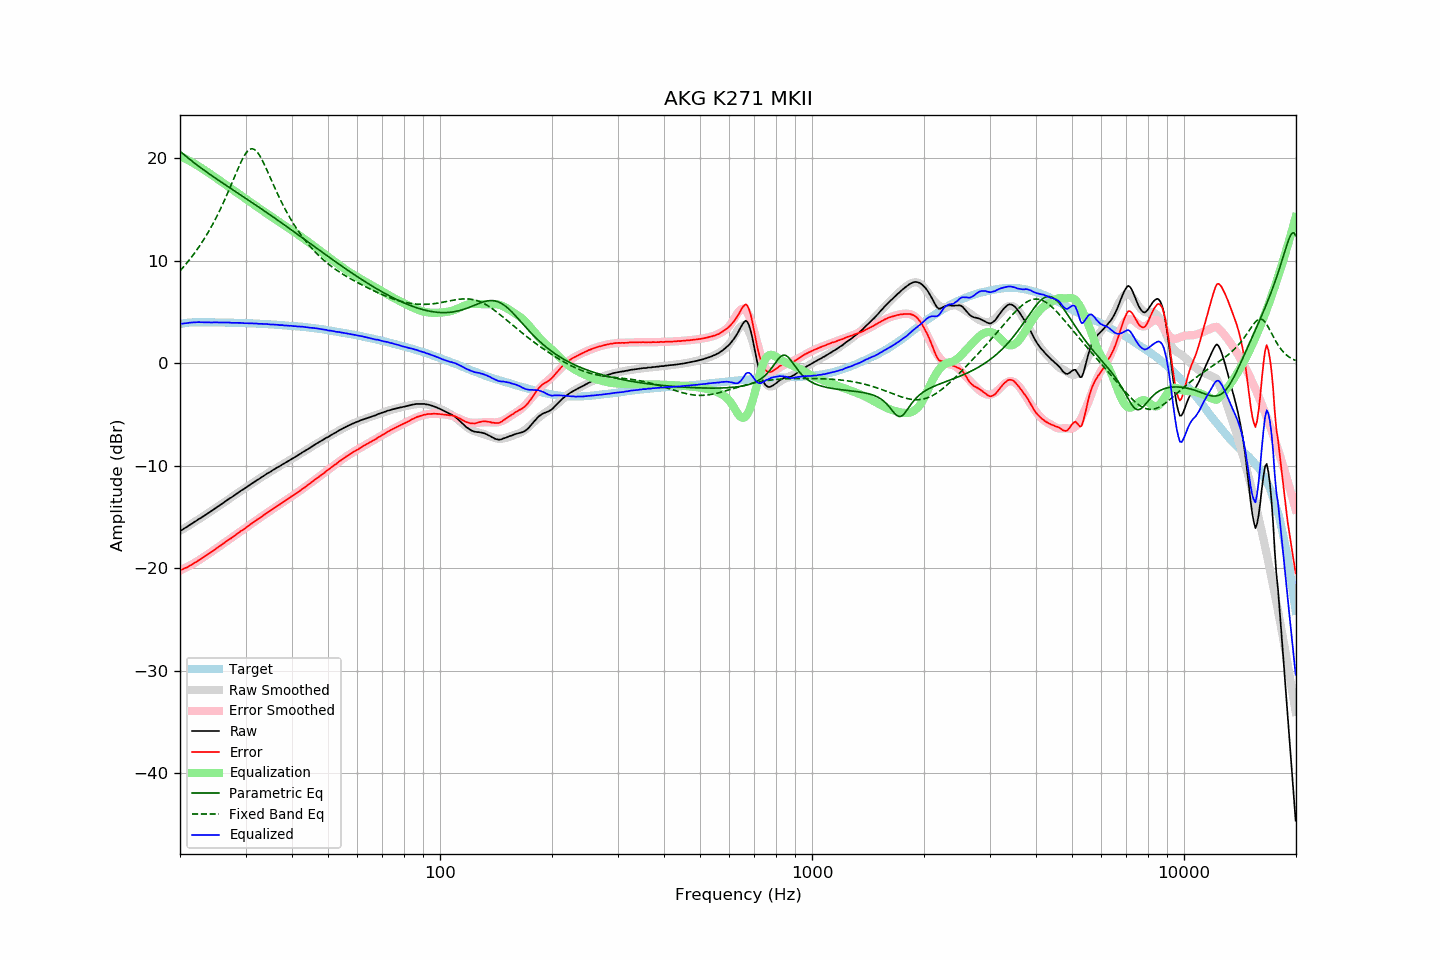 AKG K271 MKII
20
10
0
−10
−20
−30
−40
Amplitude (dBr)
Target
Raw Smoothed
Error Smoothed
Raw
Error
Equalization
Parametric Eq
Fixed Band Eq
Equalized
100
1000
10000
Frequency (Hz)